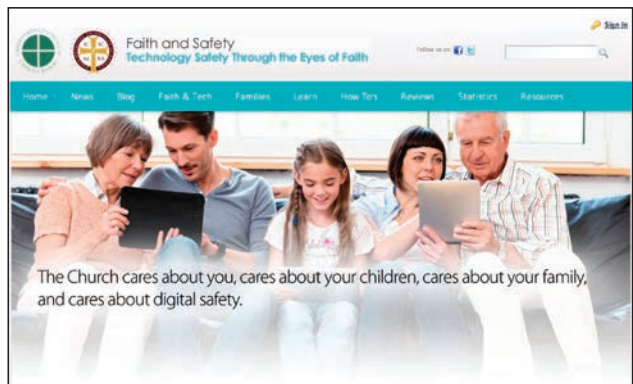 Sign In
Faith and Safety
Technology Safety Through the Eyes of Faith
Follow us on
Home News Blog Faith & Tech Families Learn How To's Reviews Statistics Resources
The Church cares about you, cares about your children, cares about your family,
and cares about digital safety.